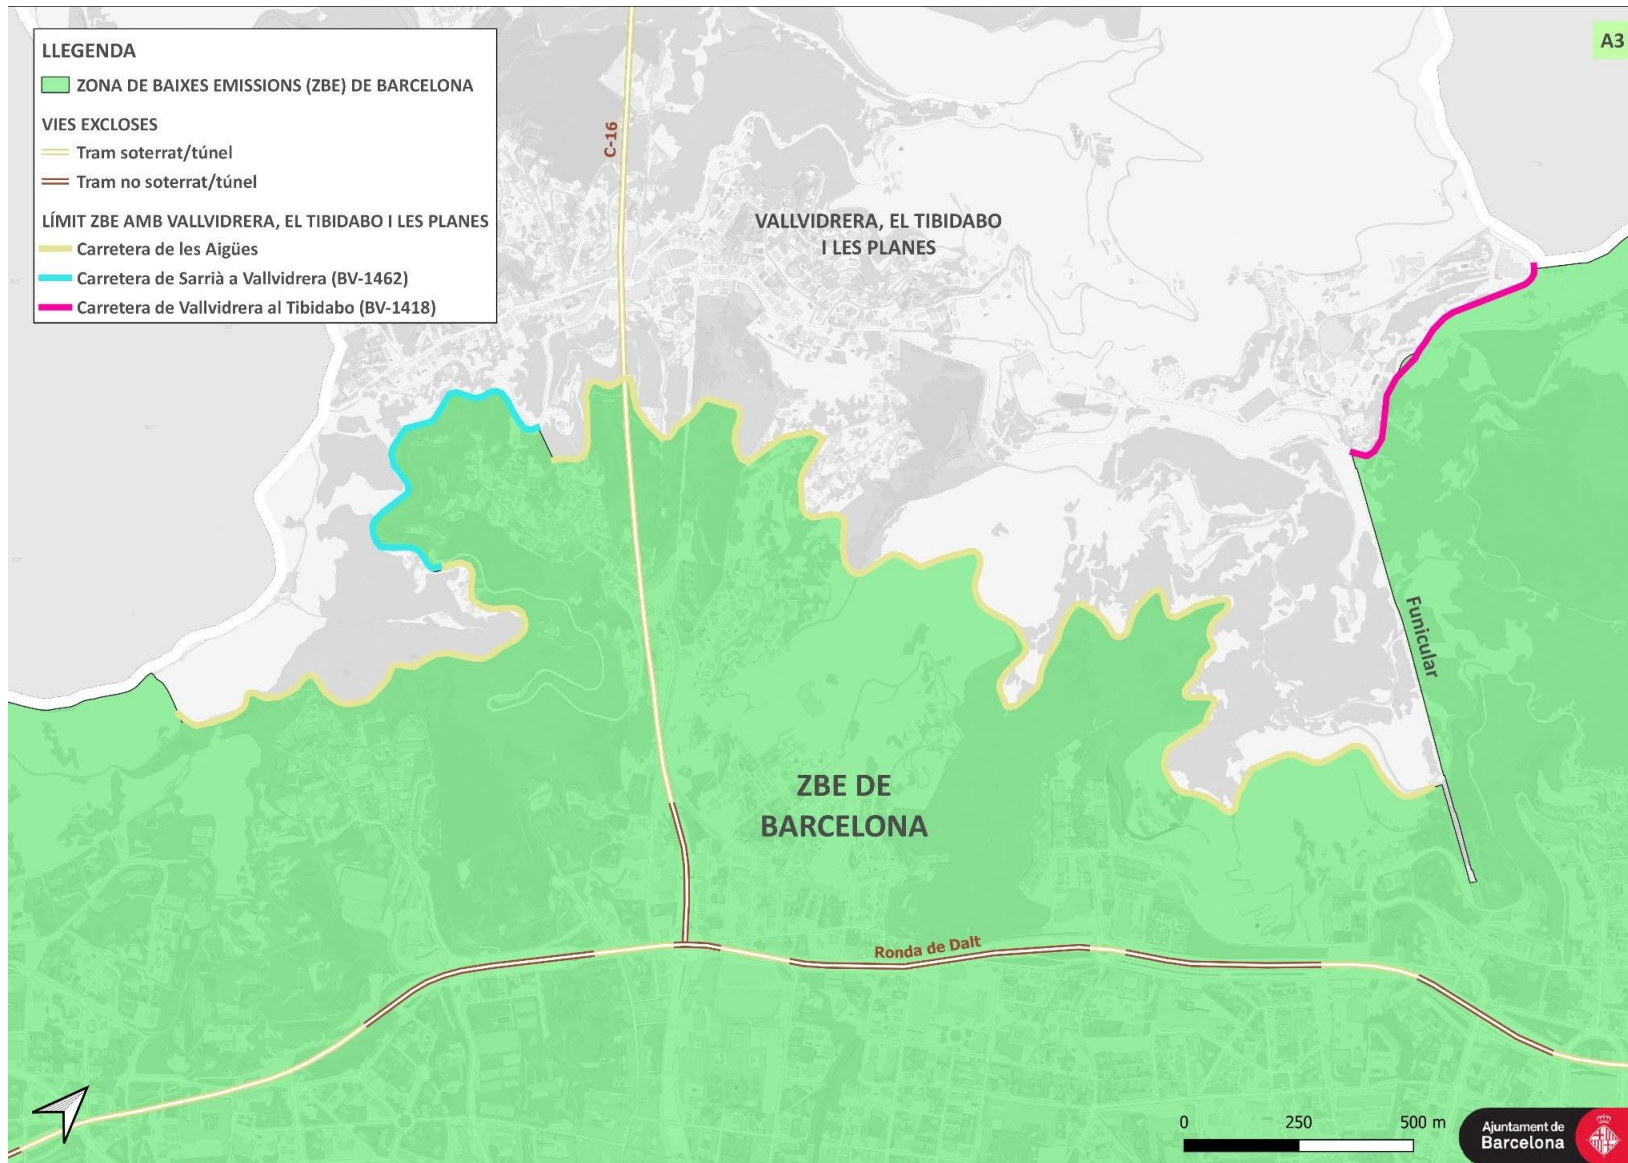 LLEGENDA
ZONA DE BAIXES EMISSIONS (ZBE) DE BARCELONA
VIES EXCLOSES
Tram soterrat/túnel
Tram no soterrat/túnel
LÍMIT ZBE AMB VALLVIDRERA, EL TIBIDABO I LES PLANES
Carretera de les Aigües
Carretera de Sarrià a Vallvidrera (BV-1462)
Carretera de Vallvidrera al Tibidabo (BV-1418)
A3
C-16
VALLVIDRERA, EL TIBIDABO
I LES PLANES
Funicular
ZBE DE
BARCELONA
Ronda de Dalt
0 250 500 m
Ajuntament de
Barcelona